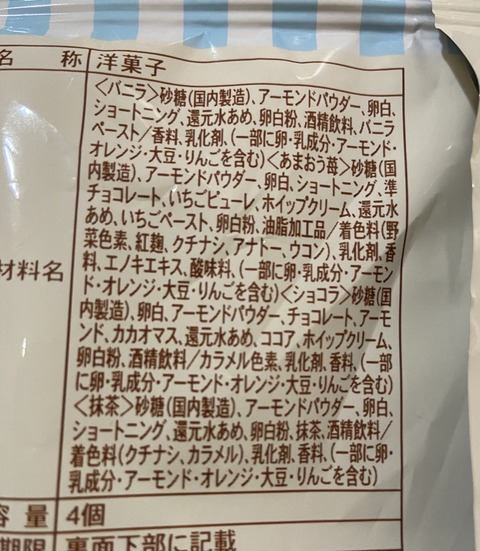 名 称 洋菓子
〈バニラ〉砂糖(国内製造)、アーモンドパウダー、卵白、
ショートニング、還元水あめ、卵白粉、酒精飲料、バニラ
ペースト/香料、乳化剤、(一部に卵・乳成分・アーモンド・
オレンジ・大豆・りんごを含む)〈あまおう苺〉砂糖(国
内製造)、アーモンドパウダー、卵白、ショートニング、準
チョコレート、いちごピューレ、ホイップクリーム、還元水
あめ、いちごペースト、卵白粉、油脂加工品/着色料(野
菜色素、紅麹、クチナシ、アナトー、ウコン)、乳化剤、香
材料名 料、エノキエキス、酸味料、(一部に卵・乳成分・アーモン
ド・オレンジ・大豆・りんごを含む)〈ショコラ〉砂糖(国
内製造)、卵白、アーモンドパウダー、チョコレート、アーモ
ンド、カカオマス、還元水あめ、ココア、ホイップクリーム、
卵白粉、酒精飲料/カラメル色素、乳化剤、香料、(一部
に卵・乳成分・アーモンド・オレンジ・大豆・りんごを含む)
〈抹茶〉砂糖(国内製造)、アーモンドパウダー、卵白、
ショートニング、還元水あめ、卵白粉、抹茶、酒精飲料/
着色料(クチナシ、カラメル)、乳化剤、香料、(一部に卵・
乳成分・アーモンド・オレンジ・大豆・りんごを含む)
容 量 4個
期限 裏面下部に記載